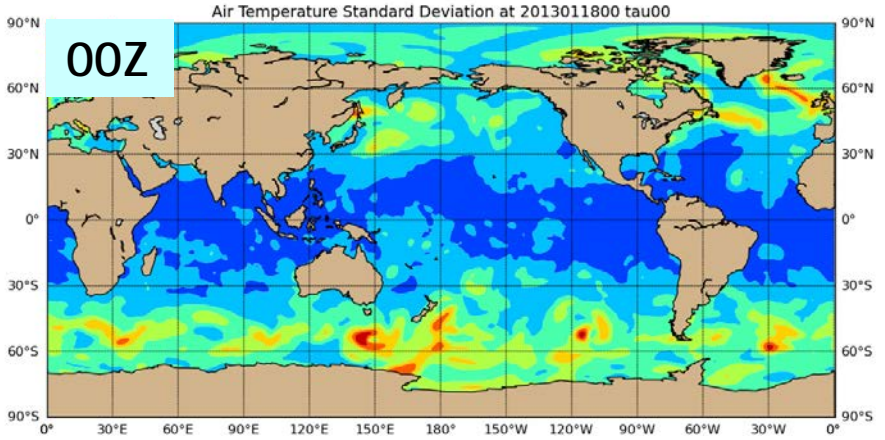 Air Temperature Standard Deviation at 2013011800 tau00
00Z
90°N 90°N
60°N 60°N
30°N 30°N
0° 0°
30°S 30°S
60°S 60°S
90°S 90°S
0° 30°E 60°E 90°E 120°E 150°E 180° 150°W 120°W 90°W 60°W 30°W 0°